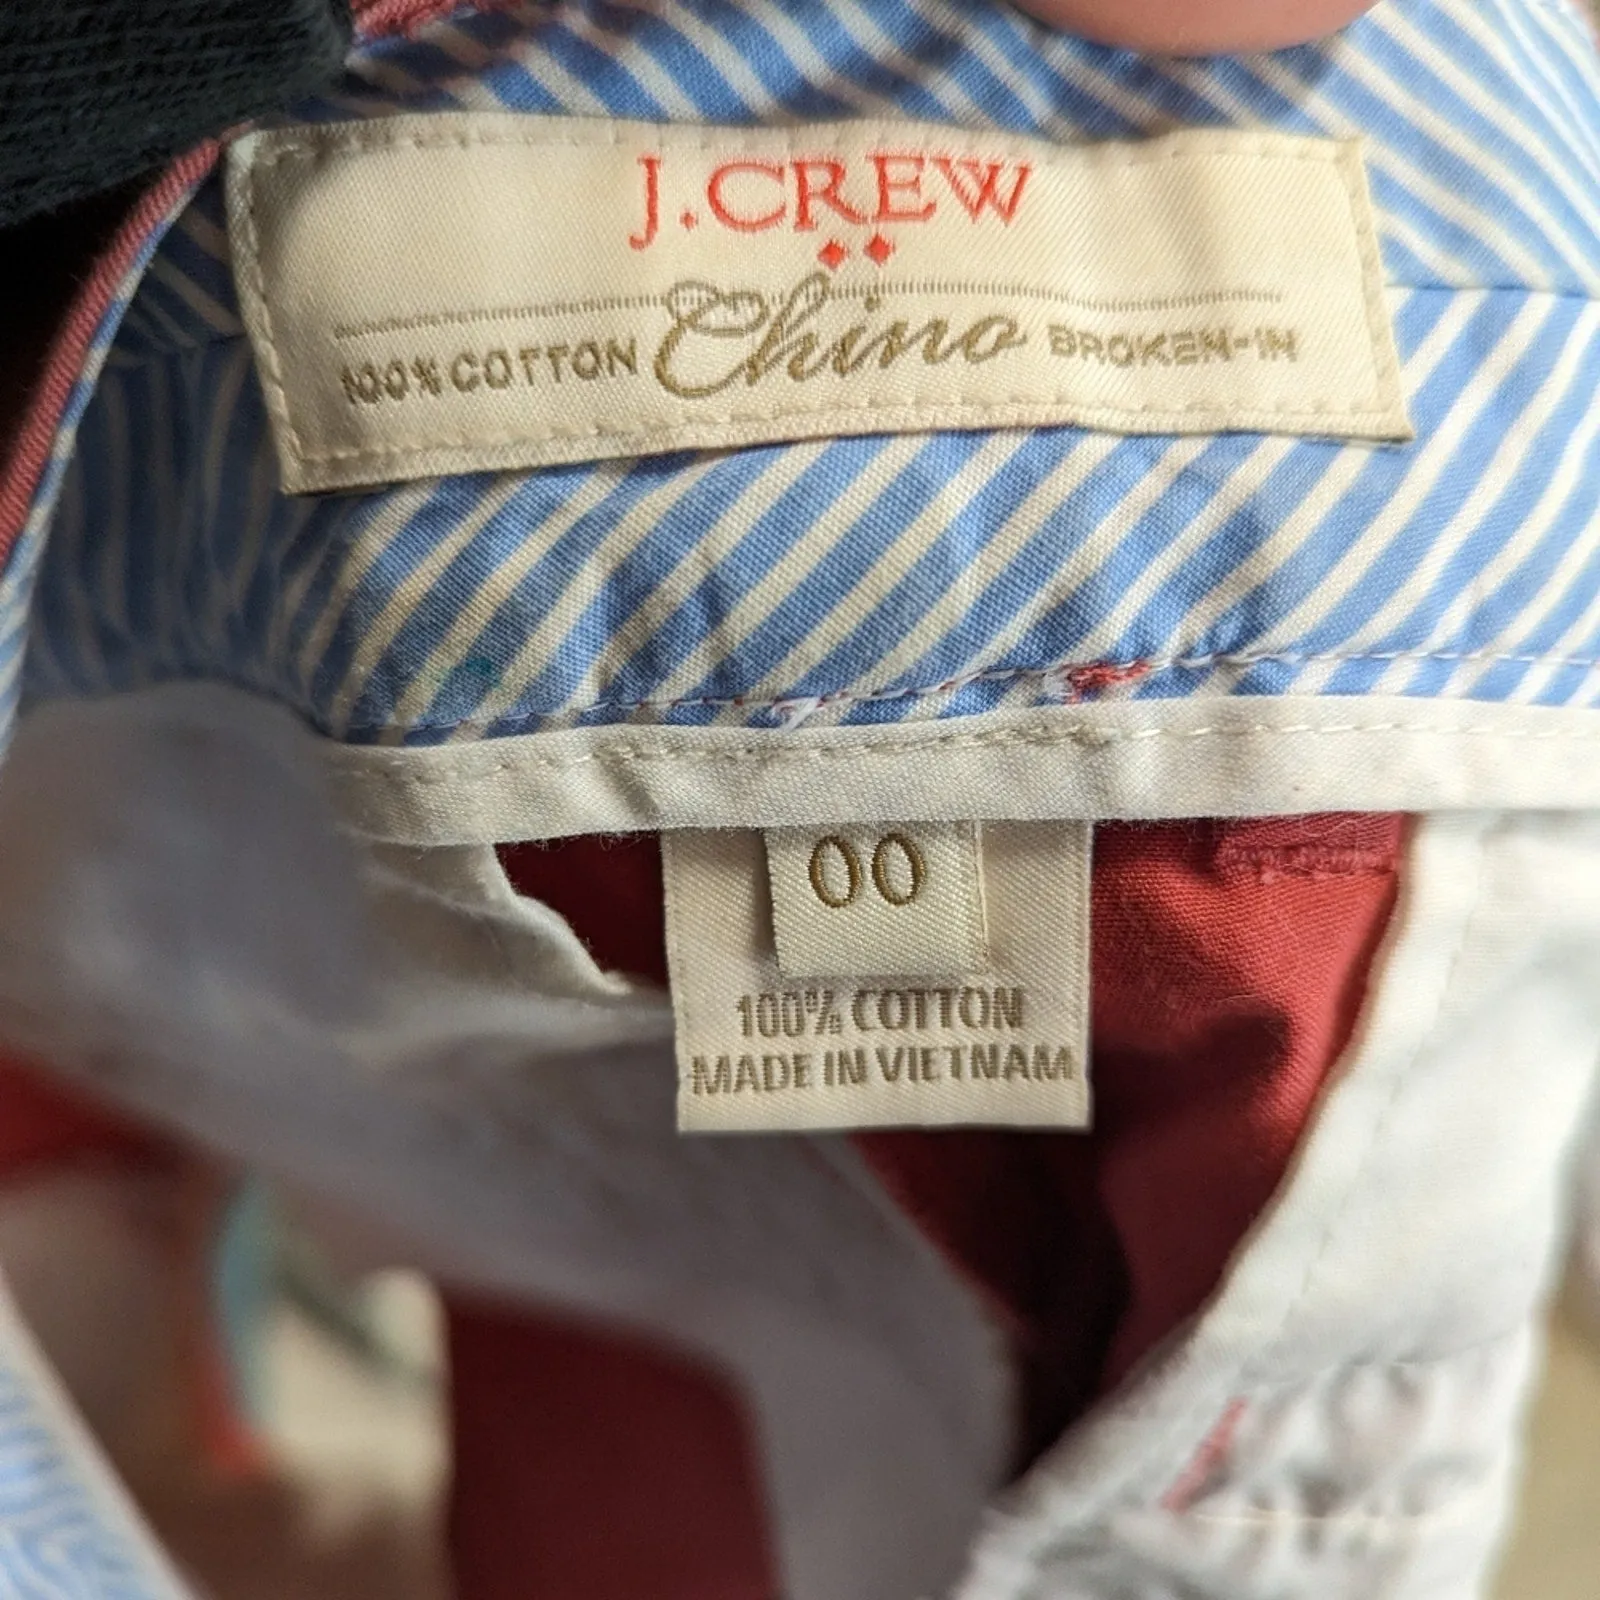 J.CREW
100% COTTON Chino BROKEN-IN
00
100% COTTON
MADE IN VIETNAM